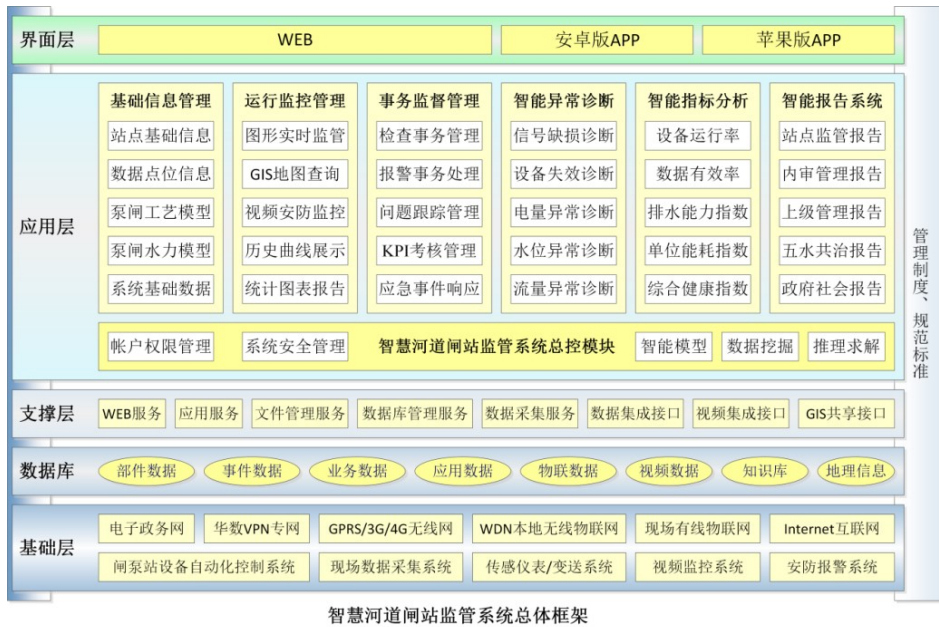 界面层 WEB 安卓版APP 苹果版APP
应用层
基础信息管理 运行监控管理 事务监督管理 智能异常诊断 智能指标分析 智能报告系统
站点基础信息 图形实时监管 检查事务管理 信号缺损诊断 设备运行率 站点监管报告
数据点位信息 GIS地图查询 报警事务处理 设备失效诊断 数据有效率 内审管理报告
泵闸工艺模型 视频安防监控 问题跟踪管理 电量异常诊断 排水能力指数 上级管理报告
泵闸水力模型 历史曲线展示 KPI考核管理 水位异常诊断 单位能耗指数 五水共治报告
系统基础数据 统计图表报告 应急事件响应 流量异常诊断 综合健康指数 政府社会报告
帐户权限管理 系统安全管理 智慧河道闸站监管系统总控模块 智能模型 数据挖掘 推理求解
支撑层 WEB服务 应用服务 文件管理服务 数据库管理服务 数据采集服务 数据集成接口 视频集成接口 GIS共享接口
数据库 部件数据 事件数据 业务数据 应用数据 物联数据 视频数据 知识库 地理信息
基础层
电子政务网 华数VPN专网 GPRS/3G/4G无线网 WDN本地无线物联网 现场有线物联网 Internet互联网
闸泵站设备自动化控制系统 现场数据采集系统 传感仪表/变送系统 视频监控系统 安防报警系统
管理制度、规范标准
智慧河道闸站监管系统总体框架